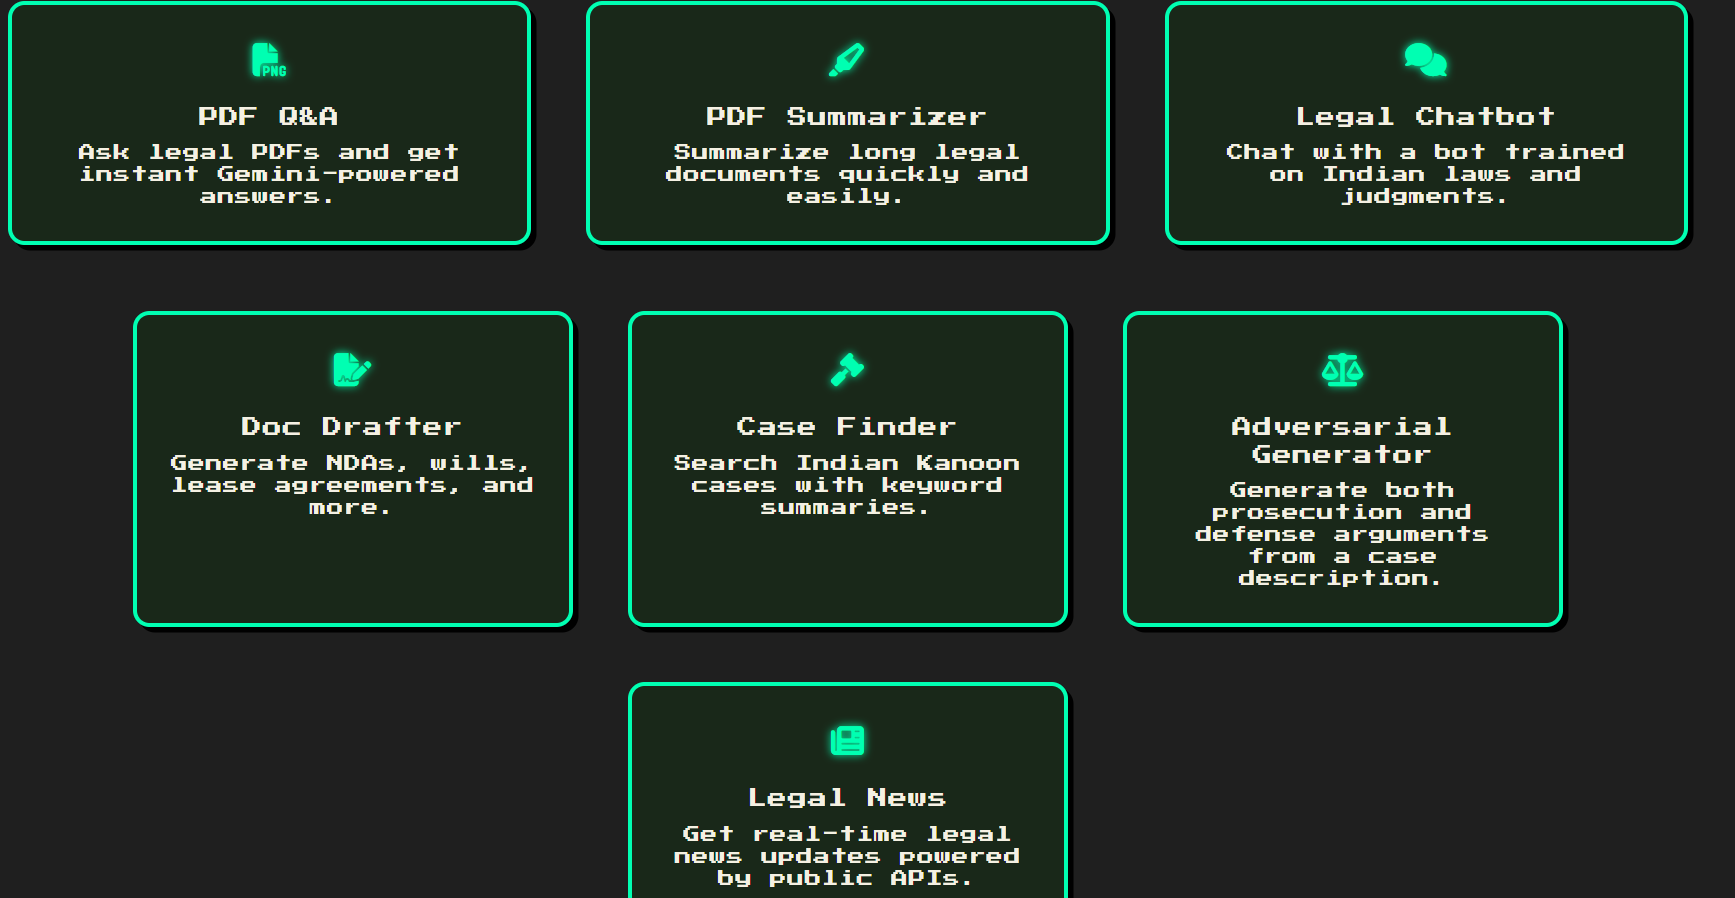 PNG
PDF Q&A
Ask legal PDFs and get
instant Gemini-powered
answers.
PDF Summarizer
Summarize long legal
documents quickly and
easily.
Legal Chatbot
Chat with a bot trained
on Indian laws and
judgments.
Doc Drafter
Generate NDAs, wills,
lease agreements, and
more.
Case Finder
Search Indian Kanoon
cases with keyword
summaries.
Adversarial
Generator
Generate both
prosecution and
defense arguments
from a case
description.
Legal News
Get real-time legal
news updates powered
by public APIs.